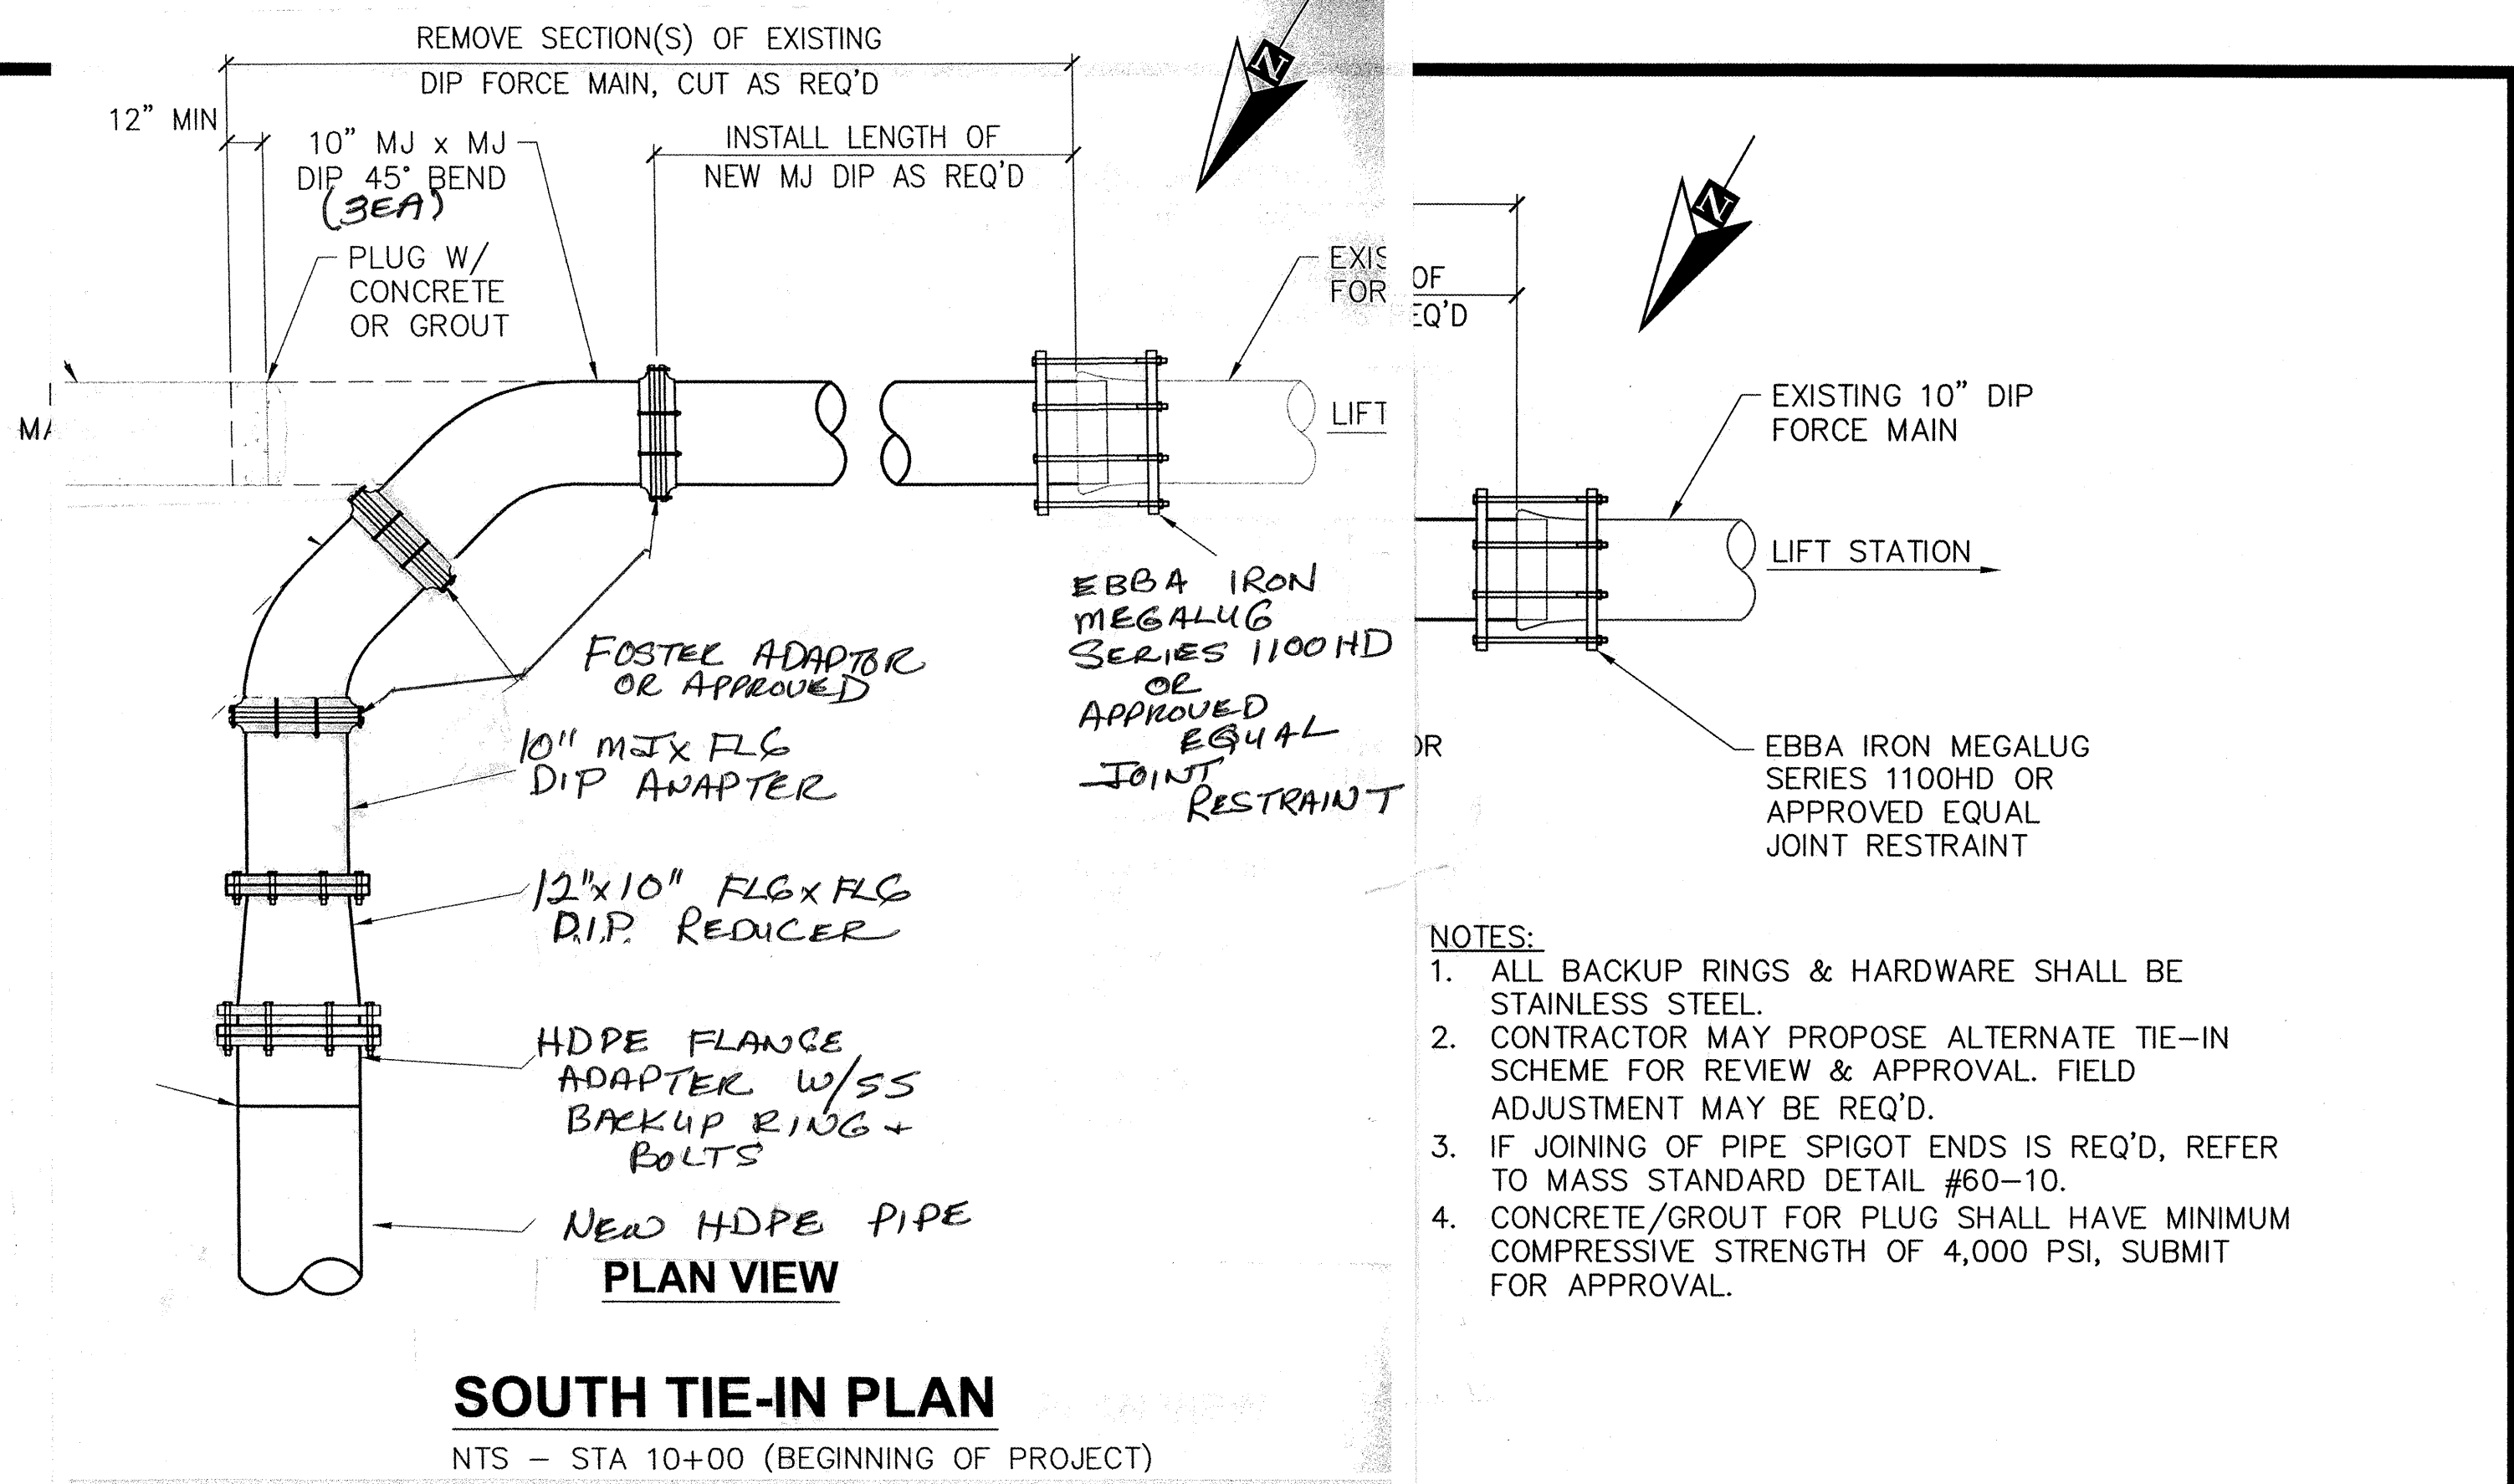 REMOVE SECTION(S) OF EXISTING
DIP FORCE MAIN, CUT AS REQ'D
12" MIN
10" MJ x MJ
DIP 45° BEND
(3EA)
INSTALL LENGTH OF
NEW MJ DIP AS REQ'D
N
PLUG W/
CONCRETE
OR GROUT
EXIS
FOR
LIFT
MA
FOSTER ADAPTOR
OR APPROVED
EBBA IRON
MEGALUG
SERIES 1100HD
OR
APPROVED
EQUAL
JOINT
RESTRAINT
10" MJ x FLG
DIP ANAPTER
12"x10" FLG x FLG
D.I.P. REDUCER
HDPE FLANGE
ADAPTER W/SS
BACKUP RING +
BOLTS
NEW HDPE PIPE
PLAN VIEW
SOUTH TIE-IN PLAN
NTS – STA 10+00 (BEGINNING OF PROJECT)
N
OF
EQ'D
EXISTING 10" DIP
FORCE MAIN
LIFT STATION
OR
EBBA IRON MEGALUG
SERIES 1100HD OR
APPROVED EQUAL
JOINT RESTRAINT
NOTES:
1. ALL BACKUP RINGS & HARDWARE SHALL BE
STAINLESS STEEL.
2. CONTRACTOR MAY PROPOSE ALTERNATE TIE–IN
SCHEME FOR REVIEW & APPROVAL. FIELD
ADJUSTMENT MAY BE REQ'D.
3. IF JOINING OF PIPE SPIGOT ENDS IS REQ'D, REFER
TO MASS STANDARD DETAIL #60–10.
4. CONCRETE/GROUT FOR PLUG SHALL HAVE MINIMUM
COMPRESSIVE STRENGTH OF 4,000 PSI, SUBMIT
FOR APPROVAL.